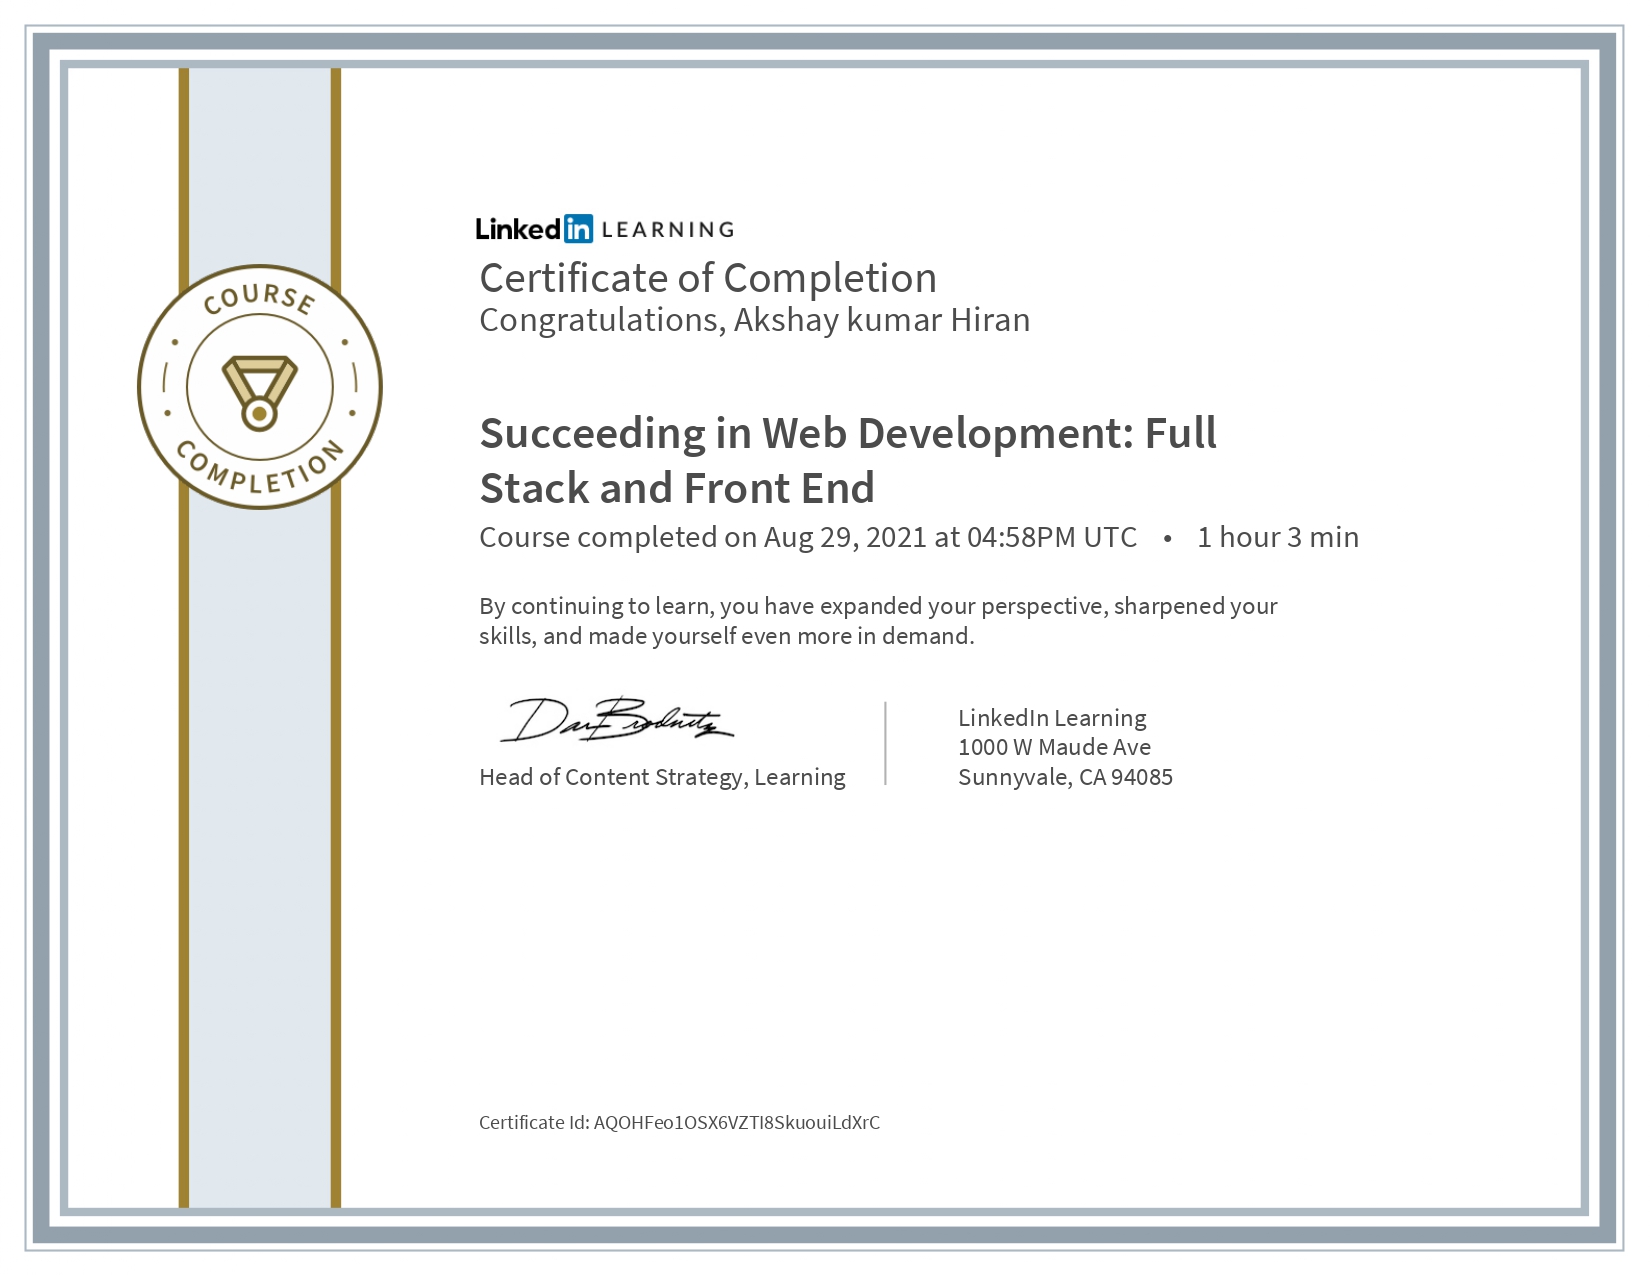 COURSE
COMPLETION
Linked in LEARNING
Certificate of Completion
Congratulations, Akshay kumar Hiran
Succeeding in Web Development: Full
Stack and Front End
Course completed on Aug 29, 2021 at 04:58PM UTC • 1 hour 3 min
By continuing to learn, you have expanded your perspective, sharpened your
skills, and made yourself even more in demand.
Dan Brodnitz
Head of Content Strategy, Learning
LinkedIn Learning
1000 W Maude Ave
Sunnyvale, CA 94085
Certificate Id: AQOHFeo1OSX6VZTI8SkuouiLdXrC